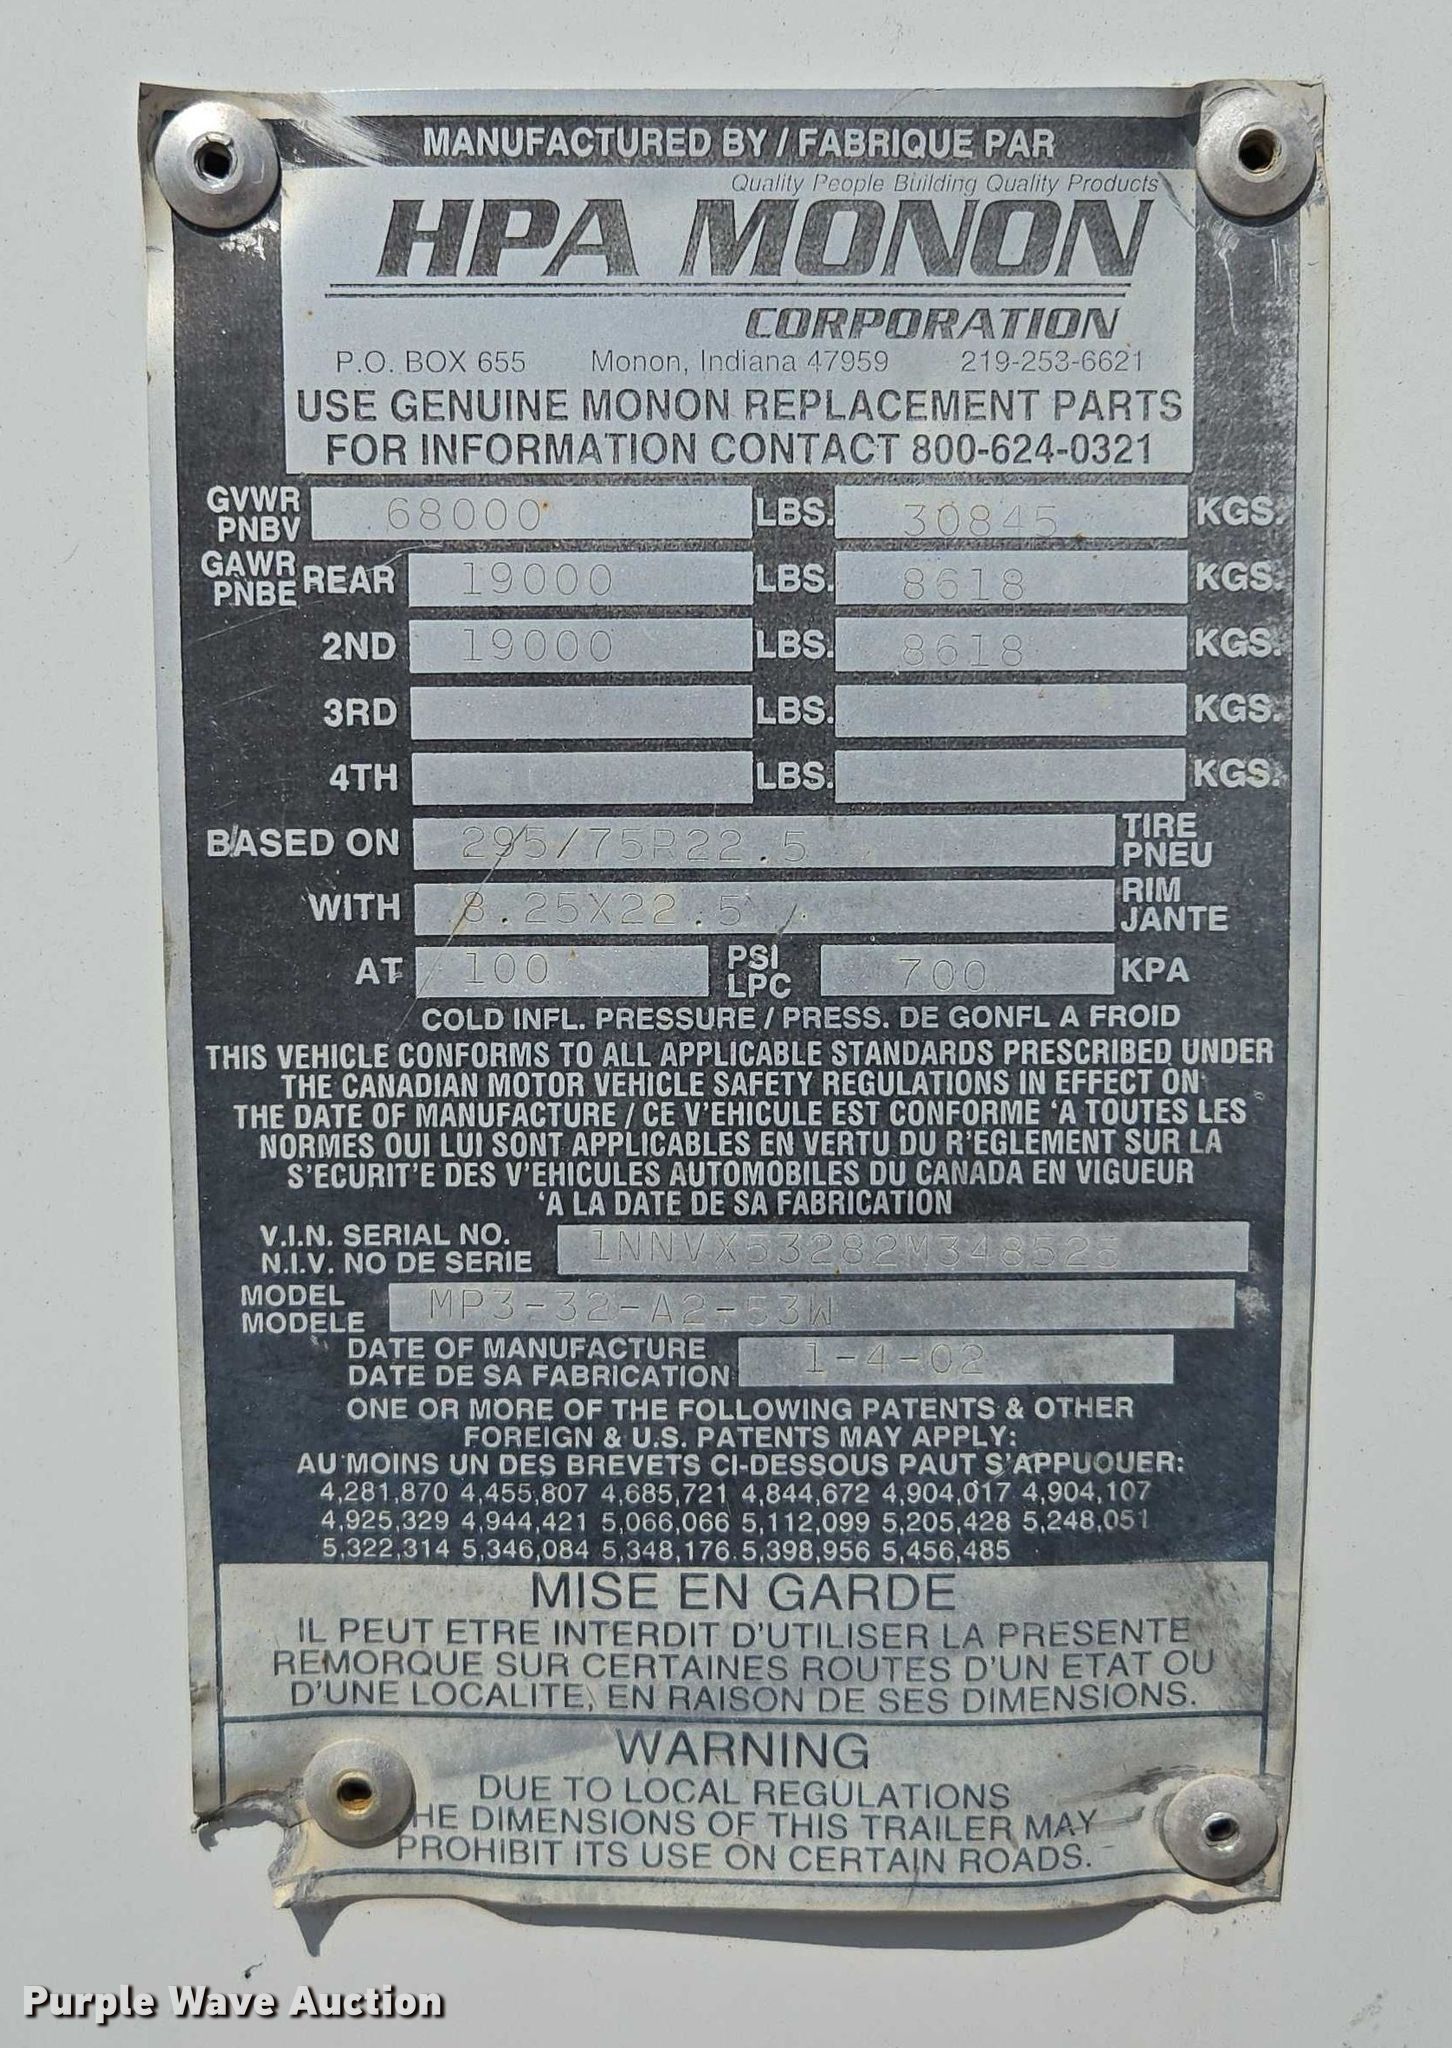 MANUFACTURED BY / FABRIQUE PAR
Quality People Building Quality Products
HPA MONON
CORPORATION
P.O. BOX 655 Monon, Indiana 47959 219-253-6621
USE GENUINE MONON REPLACEMENT PARTS
FOR INFORMATION CONTACT 800-624-0321
GVWR PNBV 68000 LBS. 30845 KGS.
GAWR PNBE REAR 19000 LBS. 8618 KGS.
2ND 19000 LBS. 8618 KGS.
3RD LBS. KGS.
4TH LBS. KGS.
BASED ON 295/75R22.5 TIRE PNEU
WITH 8.25X22.5 RIM JANTE
AT 100 PSI LPC 700 KPA
COLD INFL. PRESSURE / PRESS. DE GONFL A FROID
THIS VEHICLE CONFORMS TO ALL APPLICABLE STANDARDS PRESCRIBED UNDER
THE CANADIAN MOTOR VEHICLE SAFETY REGULATIONS IN EFFECT ON
THE DATE OF MANUFACTURE / CE V'EHICULE EST CONFORME 'A TOUTES LES
NORMES QUI LUI SONT APPLICABLES EN VERTU DU R'EGLEMENT SUR LA
S'ECURIT'E DES V'EHICULES AUTOMOBILES DU CANADA EN VIGUEUR
'A LA DATE DE SA FABRICATION
V.I.N. SERIAL NO.
N.I.V. NO DE SERIE 1NNVX53282M348525
MODEL
MODELE MP3-32-A2-53W
DATE OF MANUFACTURE
DATE DE SA FABRICATION 1-4-02
ONE OR MORE OF THE FOLLOWING PATENTS & OTHER
FOREIGN & U.S. PATENTS MAY APPLY:
AU MOINS UN DES BREVETS CI-DESSOUS PAUT S'APPUOUER:
4,281,870 4,455,807 4,685,721 4,844,672 4,904,017 4,904,107
4,925,329 4,944,421 5,066,066 5,112,099 5,205,428 5,248,051
5,322,314 5,346,084 5,348,176 5,398,956 5,456,485
MISE EN GARDE
IL PEUT ETRE INTERDIT D'UTILISER LA PRESENTE
REMORQUE SUR CERTAINES ROUTES D'UN ETAT OU
D'UNE LOCALITE, EN RAISON DE SES DIMENSIONS.
WARNING
DUE TO LOCAL REGULATIONS
HE DIMENSIONS OF THIS TRAILER MAY
PROHIBIT ITS USE ON CERTAIN ROADS.
Purple Wave Auction